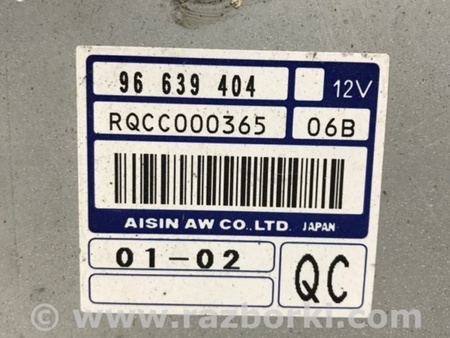 96 639 404 12V
RQCC000365 06B
AISIN AW CO.,LTD. JAPAN
01-02 QC
© www.razborki.com